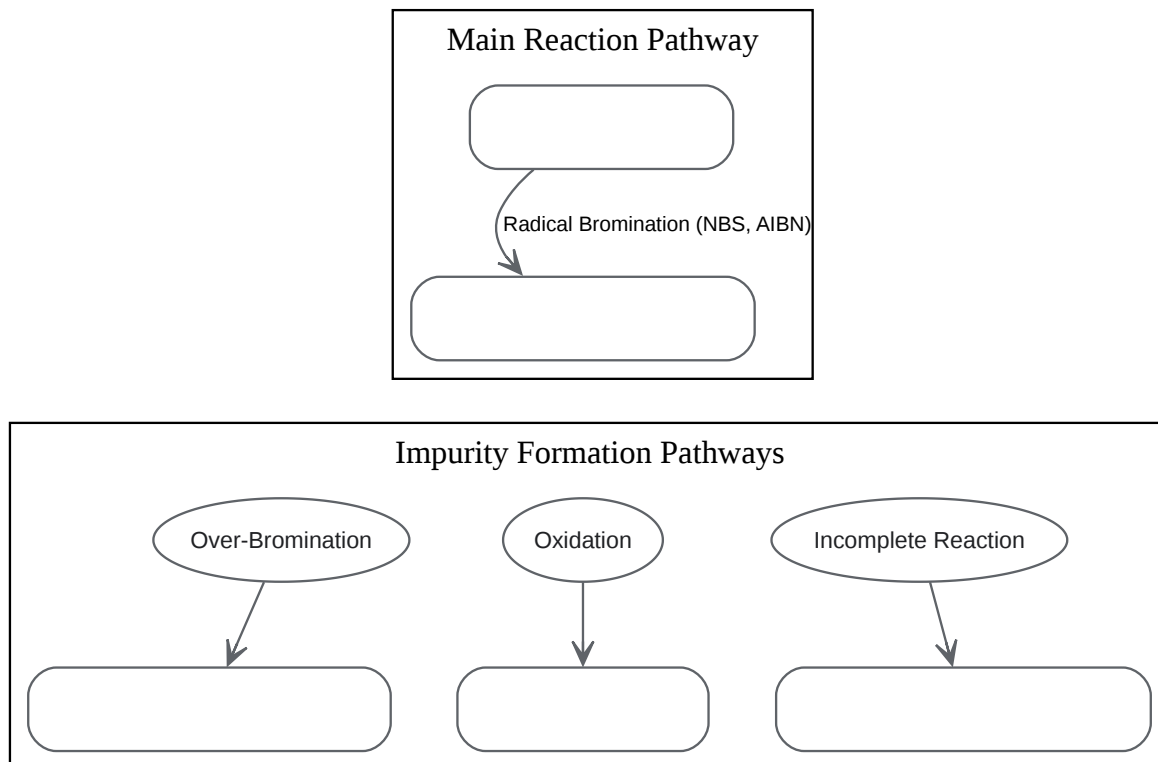 Main Reaction Pathway
Radical Bromination (NBS, AIBN)
Impurity Formation Pathways
Over-Bromination
Oxidation
Incomplete Reaction